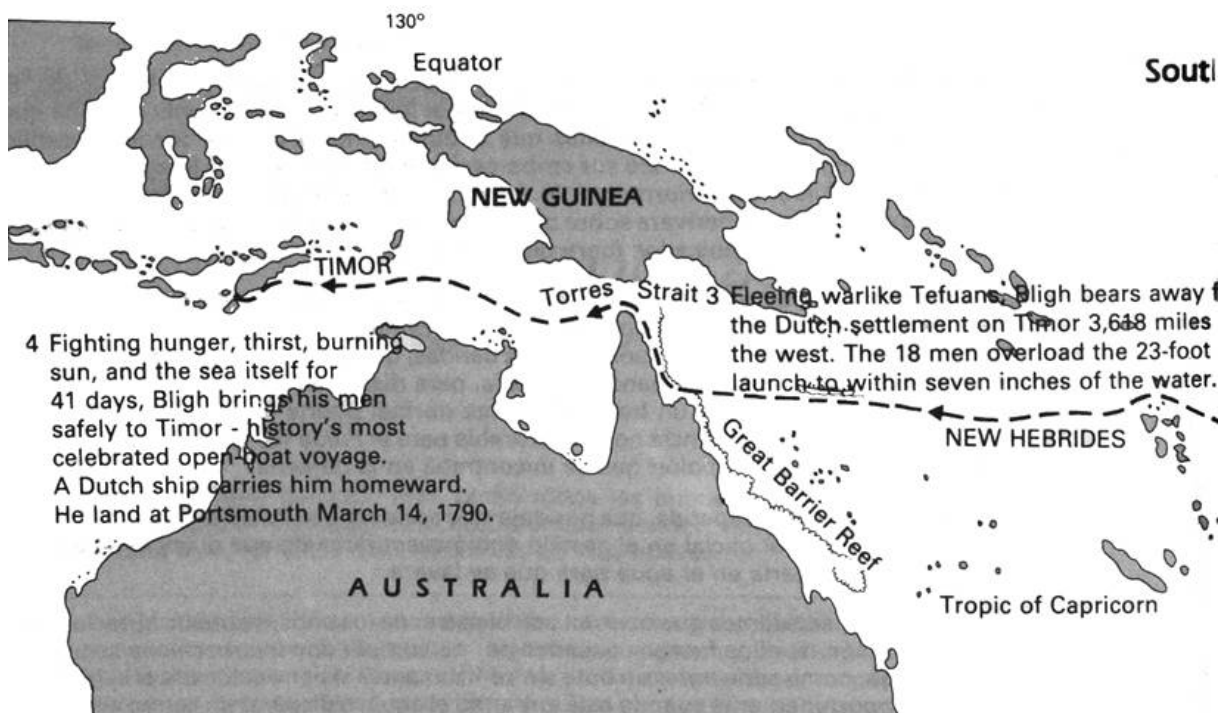 130°
Equator
Soutl
NEW GUINEA
TIMOR
Torres Strait
3 Fleeing warlike Tefuans, Bligh bears away f
the Dutch settlement on Timor 3,618 miles
the west. The 18 men overload the 23-foot
launch to within seven inches of the water.
4 Fighting hunger, thirst, burning
sun, and the sea itself for
41 days, Bligh brings his men
safely to Timor - history's most
celebrated open-boat voyage.
A Dutch ship carries him homeward.
He land at Portsmouth March 14, 1790.
NEW HEBRIDES
Great Barrier Reef
AUSTRALIA
Tropic of Capricorn